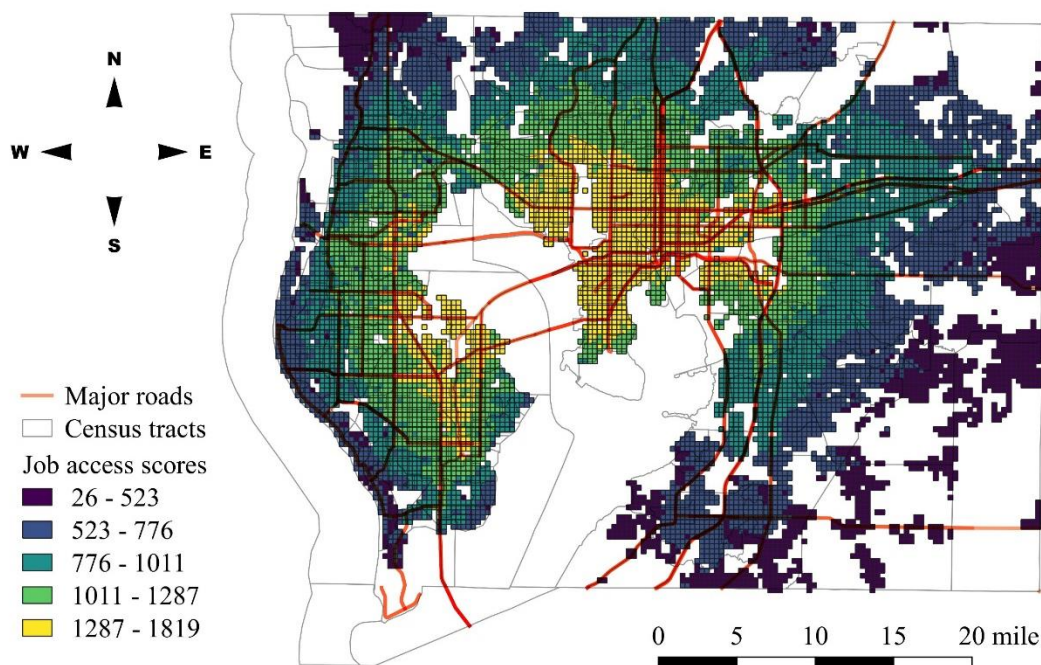 N
W E
S
Major roads
Census tracts
Job access scores
26 - 523
523 - 776
776 - 1011
1011 - 1287
1287 - 1819
0 5 10 15 20 mile